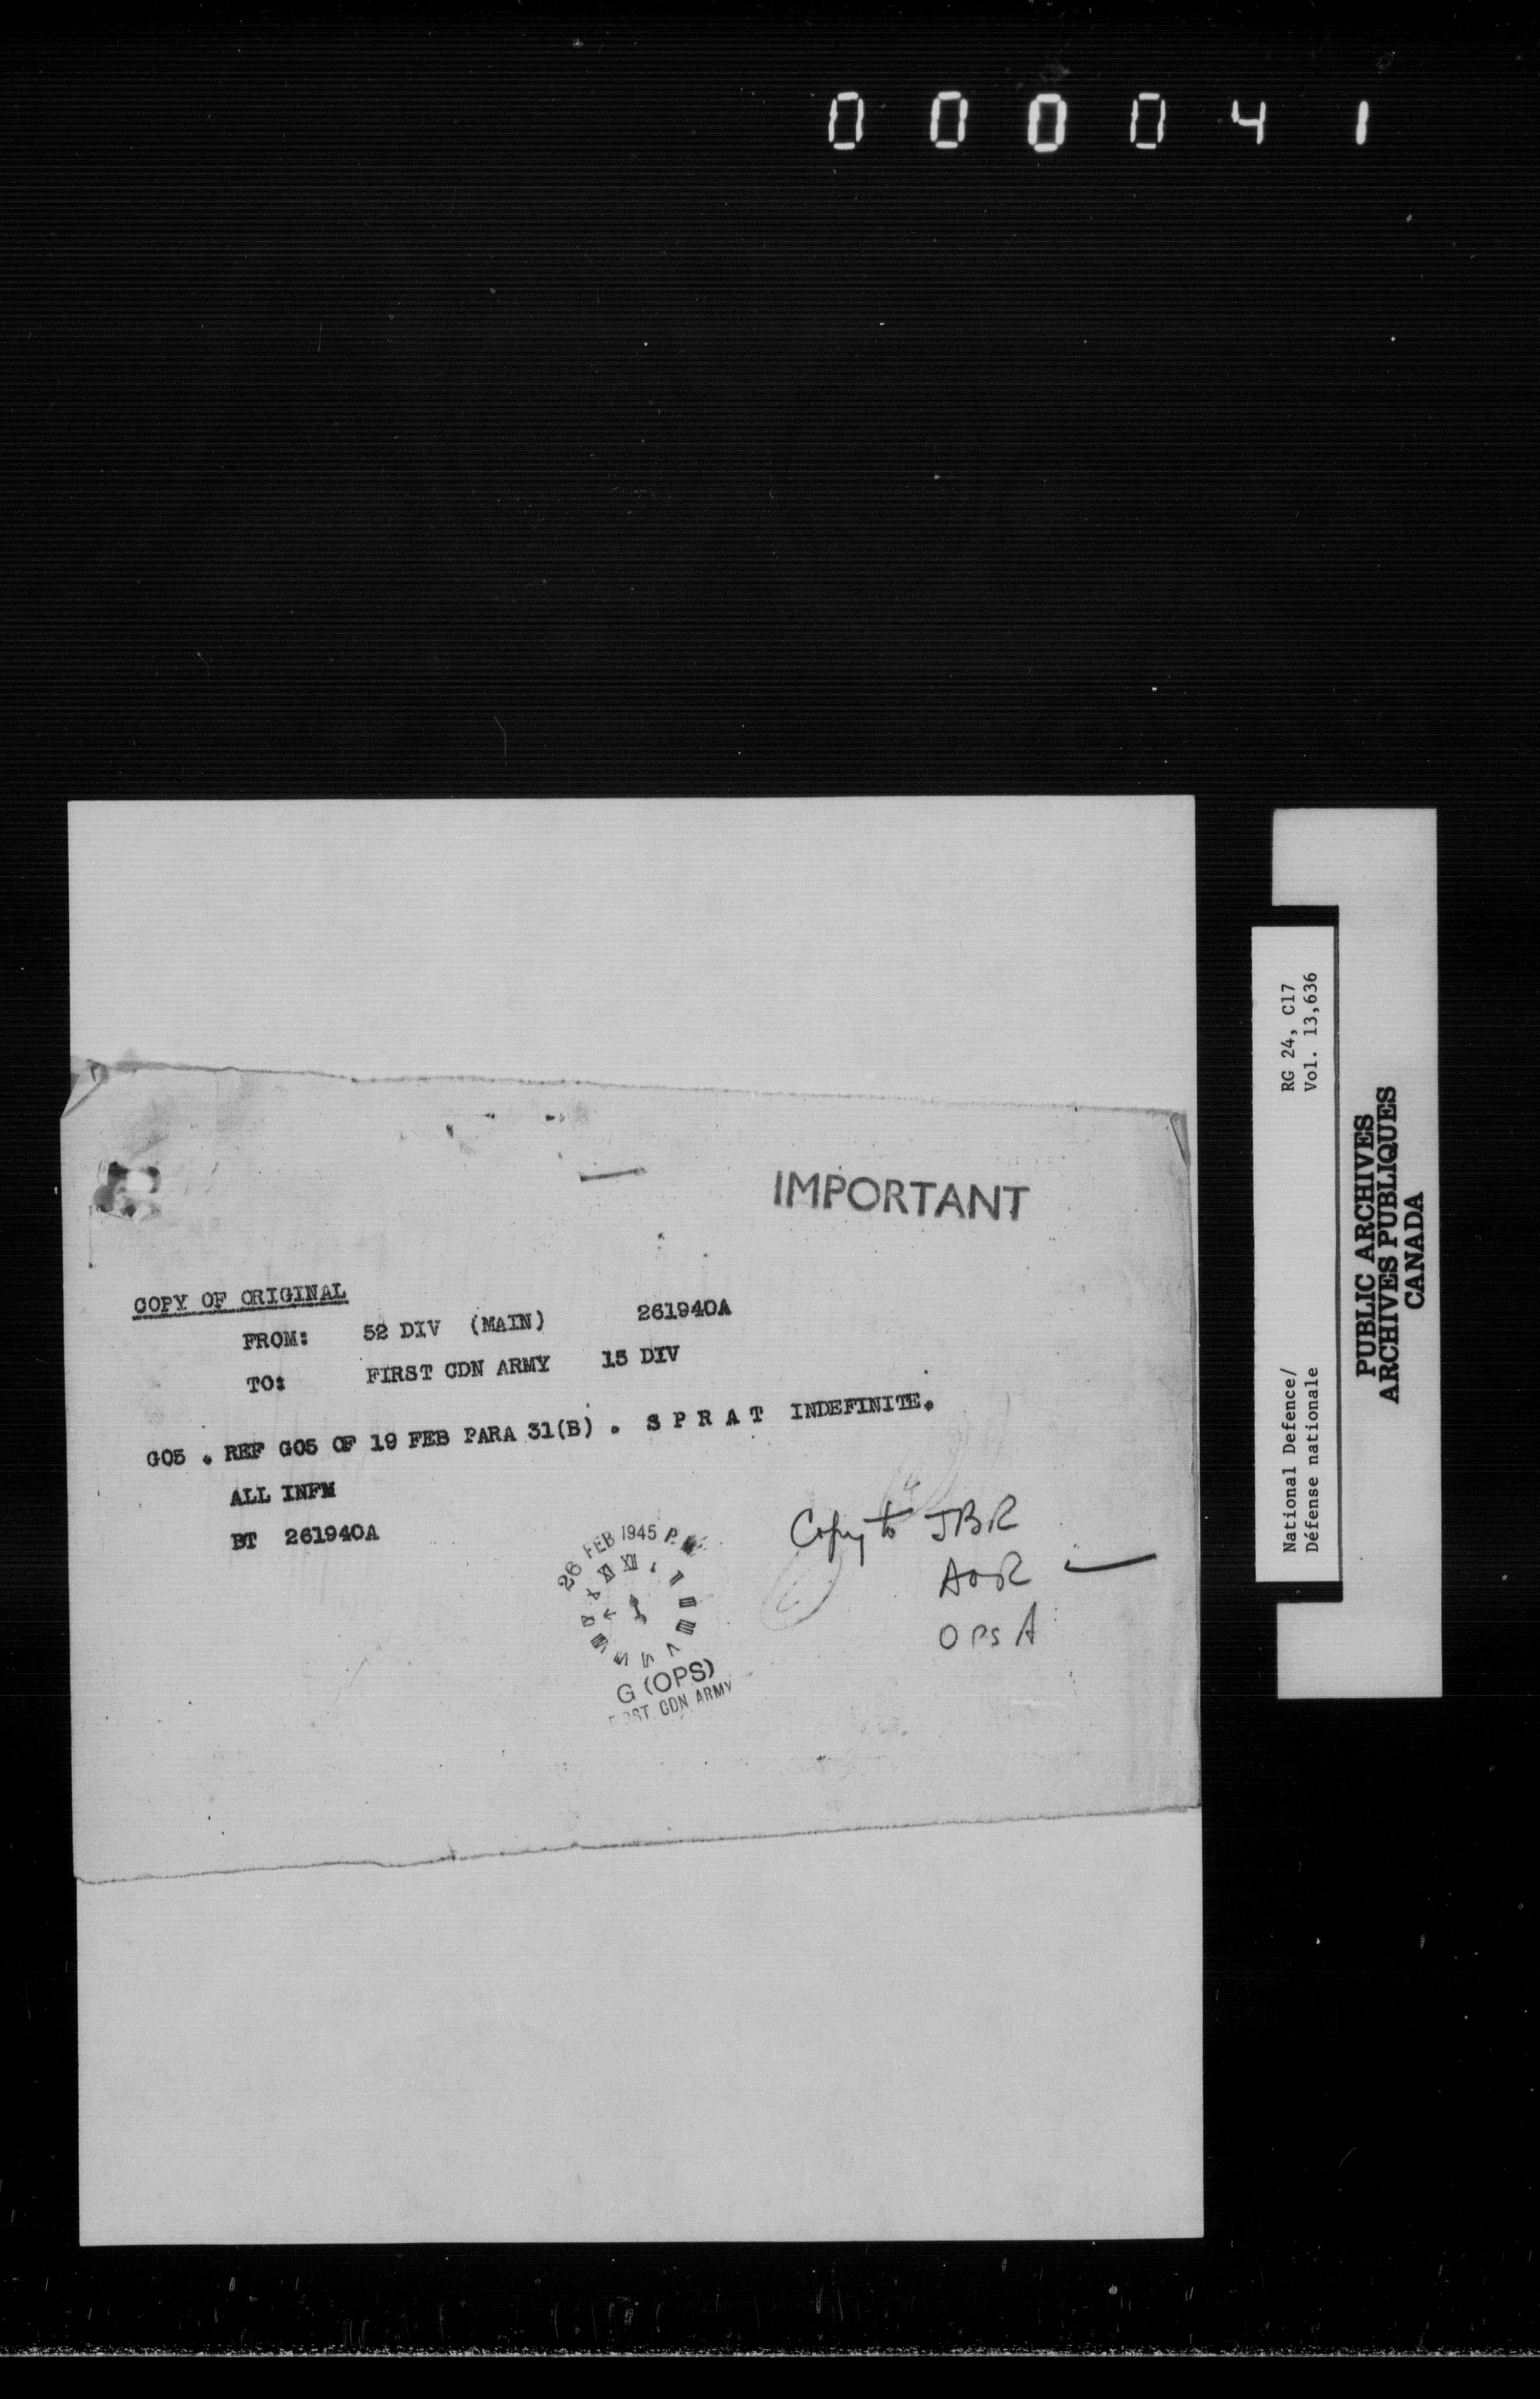 000041
IMPORTANT
COPY OF ORIGINAL
FROM: 52 DIV (MAIN) 261940A
TO: FIRST CDN ARMY 15 DIV
G05 . REF G05 OF 19 FEB PARA 31(B) . S P R A T INDEFINITE.
ALL INFM
BT 261940A
Copy to JBR
AOR
OPS A
26 FEB 1945 P.M.
G (OPS)
FIRST CDN ARMY
National Defence/ RG 24, C17
Défense nationale Vol. 13,636
PUBLIC ARCHIVES
ARCHIVES PUBLIQUES
CANADA